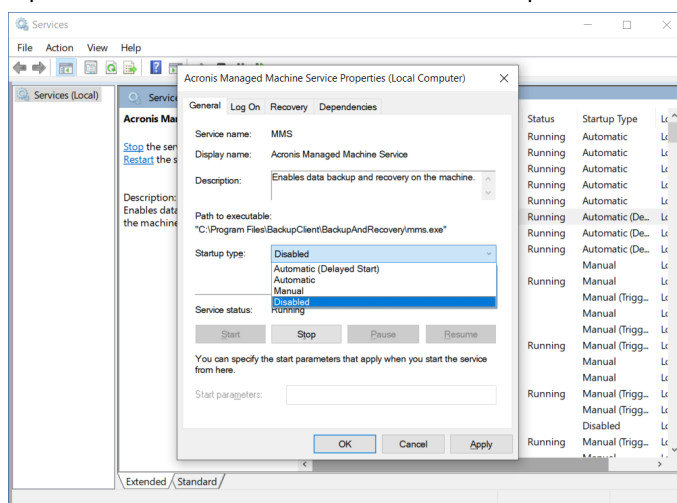 Services
File Action View Help
Services (Local)
Acronis Managed Machine Service Properties (Local Computer)
General Log On Recovery Dependencies
Service name: MMS
Display name: Acronis Managed Machine Service
Description: Enables data backup and recovery on the machine.
Path to executable:
"C:\Program Files\BackupClient\BackupAndRecovery\mms.exe"
Startup type: Disabled
Automatic (Delayed Start)
Automatic
Manual
Disabled
Service status: Running
Start Stop Pause Resume
You can specify the start parameters that apply when you start the service
from here.
Start parameters:
OK Cancel Apply
Acronis
Stop the
Restart the
Description:
Enables data
the machine
Status Startup Type
Running Automatic
Running Automatic
Running Automatic
Running Automatic
Running Automatic
Running Automatic (De...
Running Automatic (De...
Running Automatic (De...
Manual
Running Manual
Manual (Trigg...
Manual
Manual (Trigg...
Running Manual (Trigg...
Manual
Manual
Running Manual (Trigg...
Manual (Trigg...
Disabled
Running Manual (Trigg...
Extended Standard